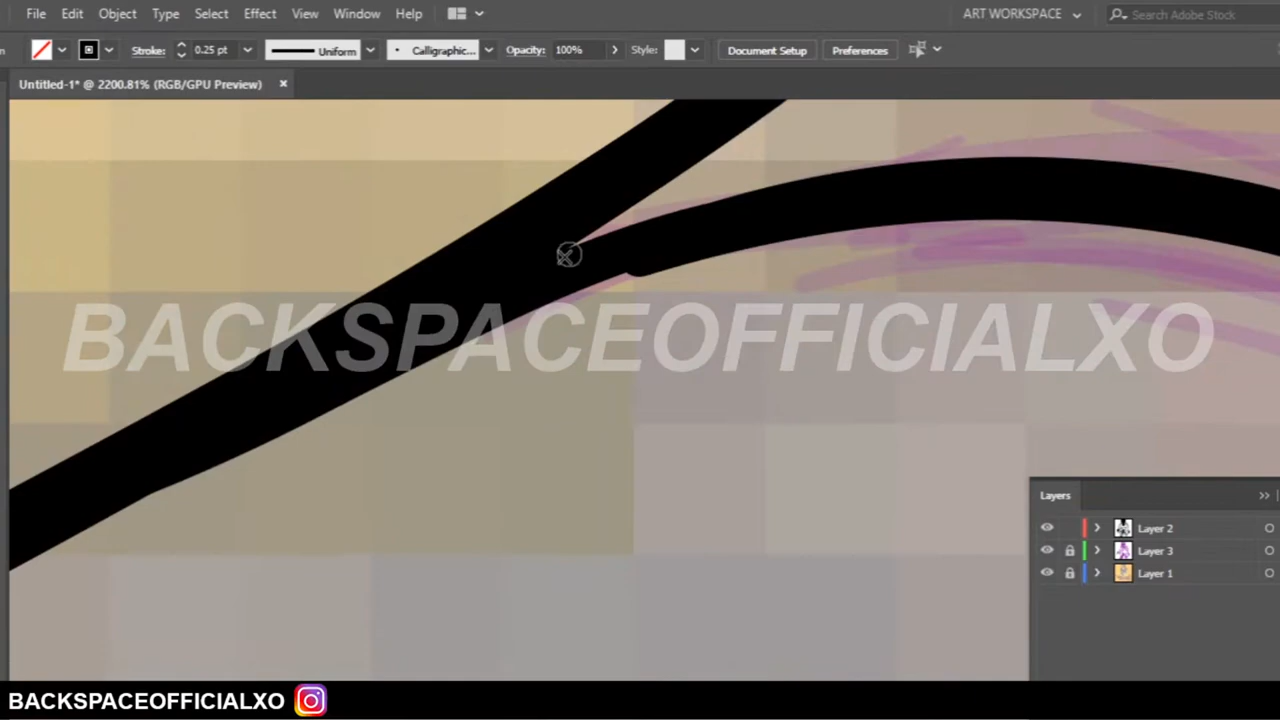 File Edit Object Type Select Effect View Window Help ART WORKSPACE Search Adobe Stock
Stroke: 0.25 pt Uniform Calligraphic... Opacity: 100% Style: Document Setup Preferences
Untitled-1* @ 2200.81% (RGB/GPU Preview)
BACKSPACEOFFICIALXO
Layers
Layer 2
Layer 3
Layer 1
BACKSPACEOFFICIALXO